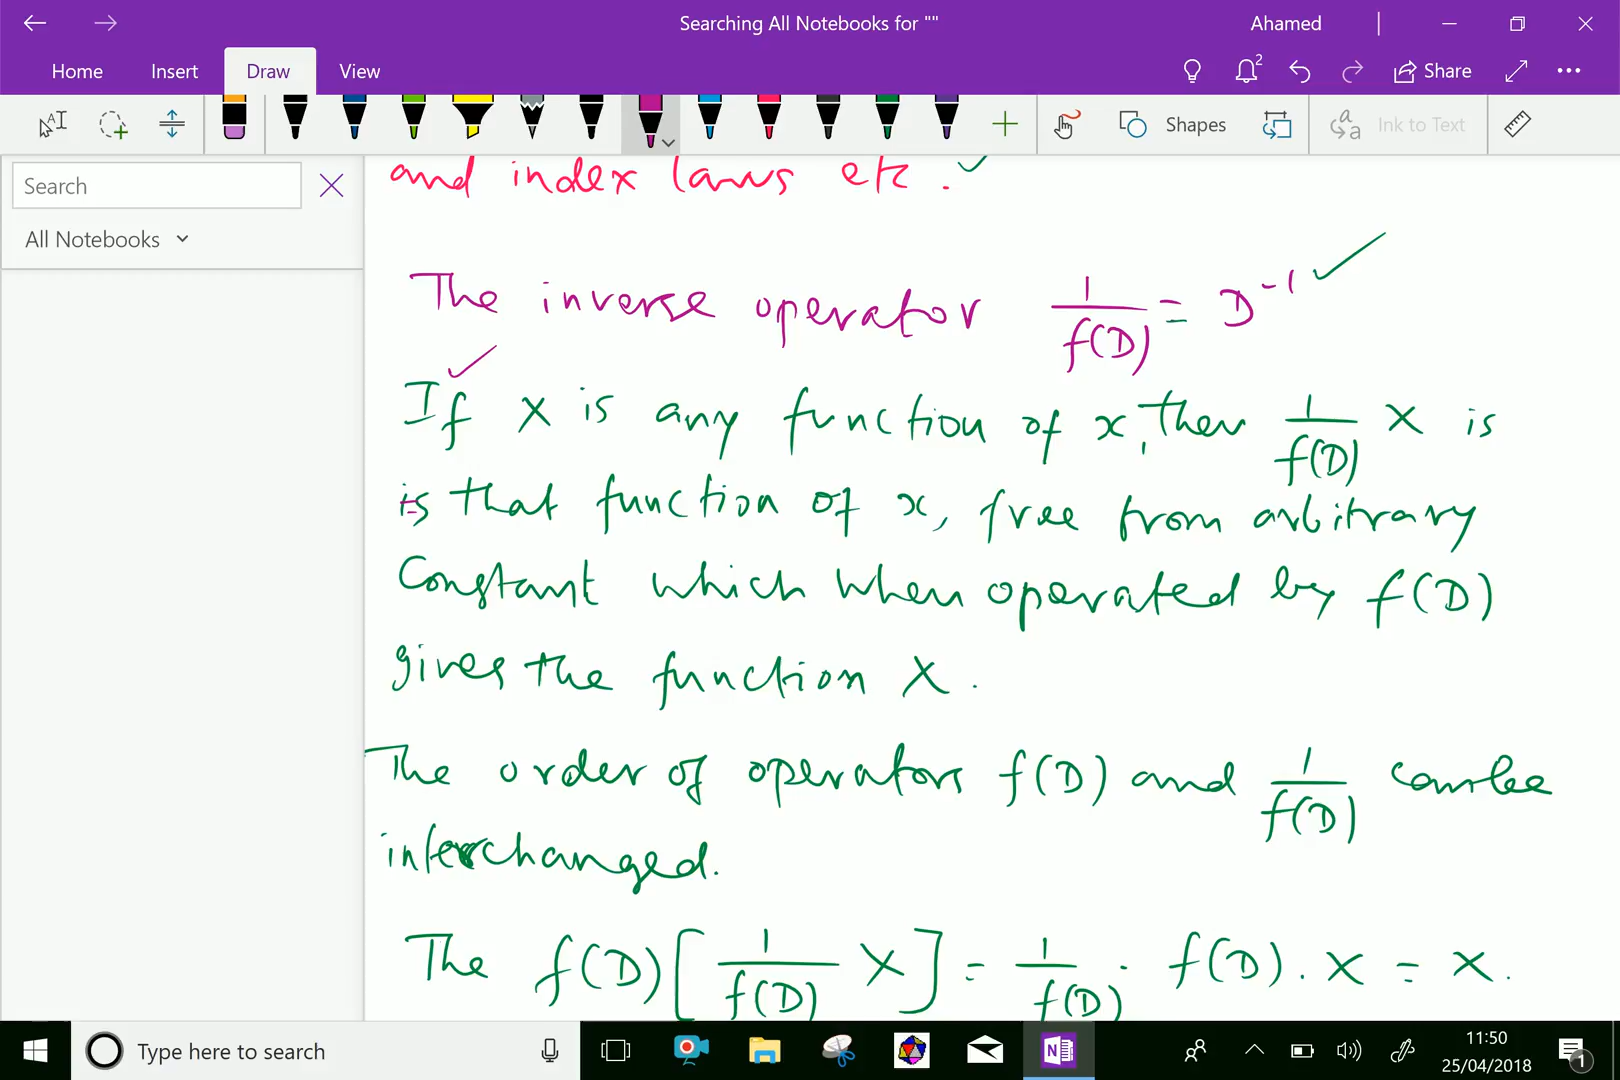 Searching All Notebooks for ""
Ahamed
Home Insert Draw View
2
Share
Shapes
Ink to Text
Search
All Notebooks
and index laws etc.
The inverse operator 1/f(D) = D⁻¹
If X is any function of x, then 1/f(D) X is
is that function of x, free from arbitrary
Constant which when operated by f(D)
gives the function X.
The order of operators f(D) and 1/f(D) can be
interchanged.
The f(D)[1/f(D) X] = 1/f(D) · f(D) . X = X.
Type here to search
N
11:50
25/04/2018
1